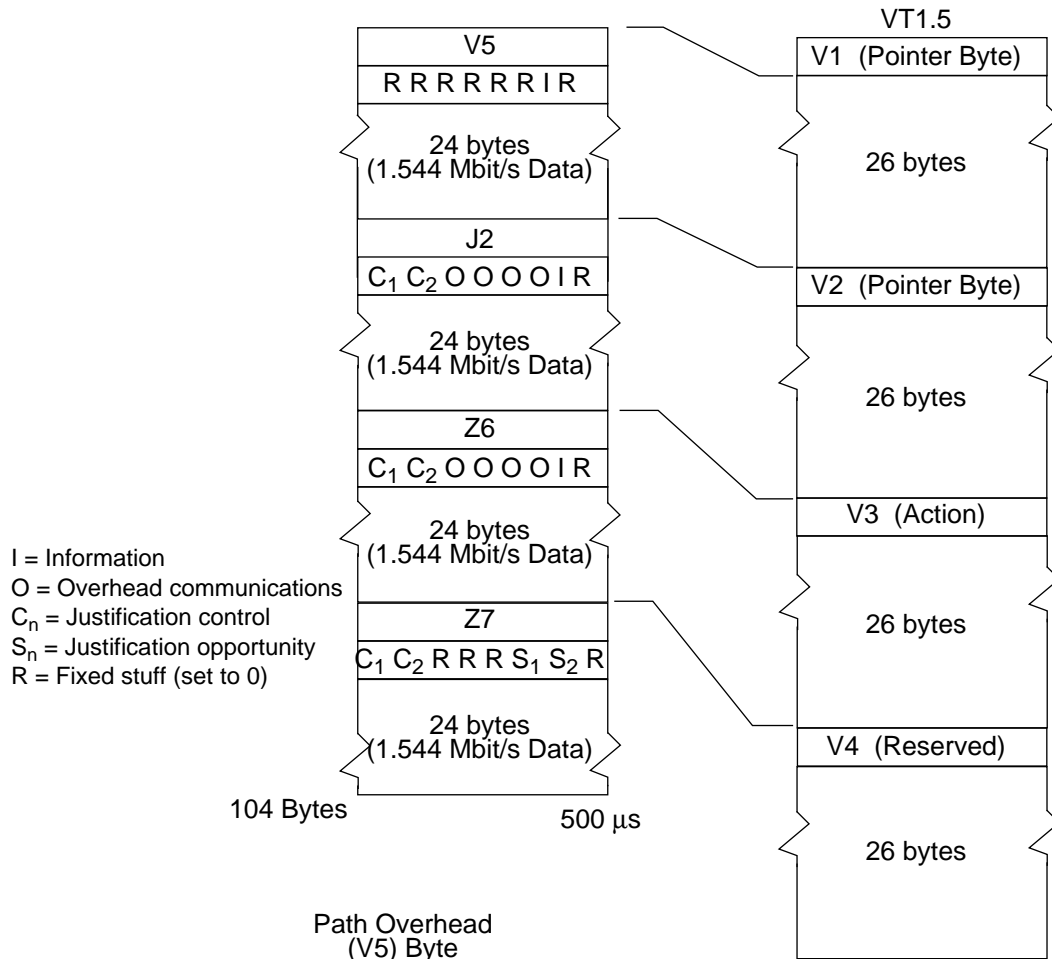 V5
R R R R R R I R
24 bytes
(1.544 Mbit/s Data)
J2
C1 C2 O O O O I R
24 bytes
(1.544 Mbit/s Data)
Z6
C1 C2 O O O O I R
24 bytes
(1.544 Mbit/s Data)
Z7
C1 C2 R R R S1 S2 R
24 bytes
(1.544 Mbit/s Data)
104 Bytes
500 μs
I = Information
O = Overhead communications
Cn = Justification control
Sn = Justification opportunity
R = Fixed stuff (set to 0)
VT1.5
V1 (Pointer Byte)
26 bytes
V2 (Pointer Byte)
26 bytes
V3 (Action)
26 bytes
V4 (Reserved)
26 bytes
Path Overhead
(V5) Byte